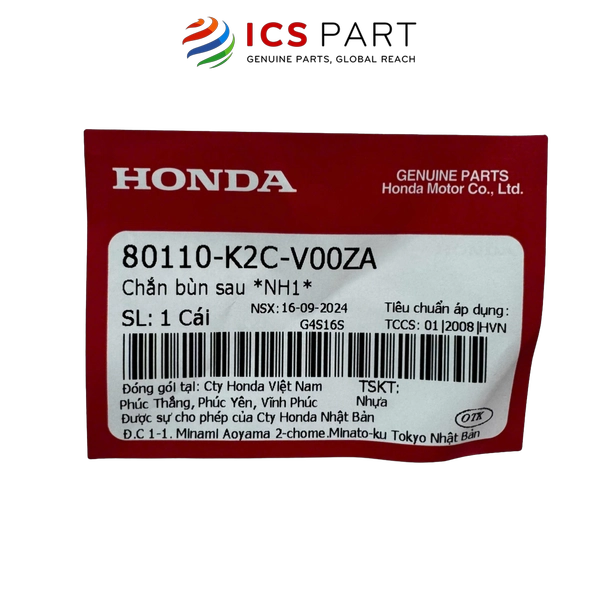 ICS PART
GENUINE PARTS, GLOBAL REACH
HONDA
GENUINE PARTS
Honda Motor Co., Ltd.
80110-K2C-V00ZA
Chắn bùn sau *NH1*
NSX: 16-09-2024
Tiêu chuẩn áp dụng :
SL: 1 Cái
G4S16S
TCCS: 01|2008|HVN
Đóng gói tại: Cty Honda Việt Nam
TSKT:
Phúc Thắng, Phúc Yên, Vĩnh Phúc
Nhựa
Được sự cho phép của Cty Honda Nhật Bản
OTK
Đ.C 1-1. Minami Aoyama 2-chome.Minato-ku Tokyo Nhật Bản